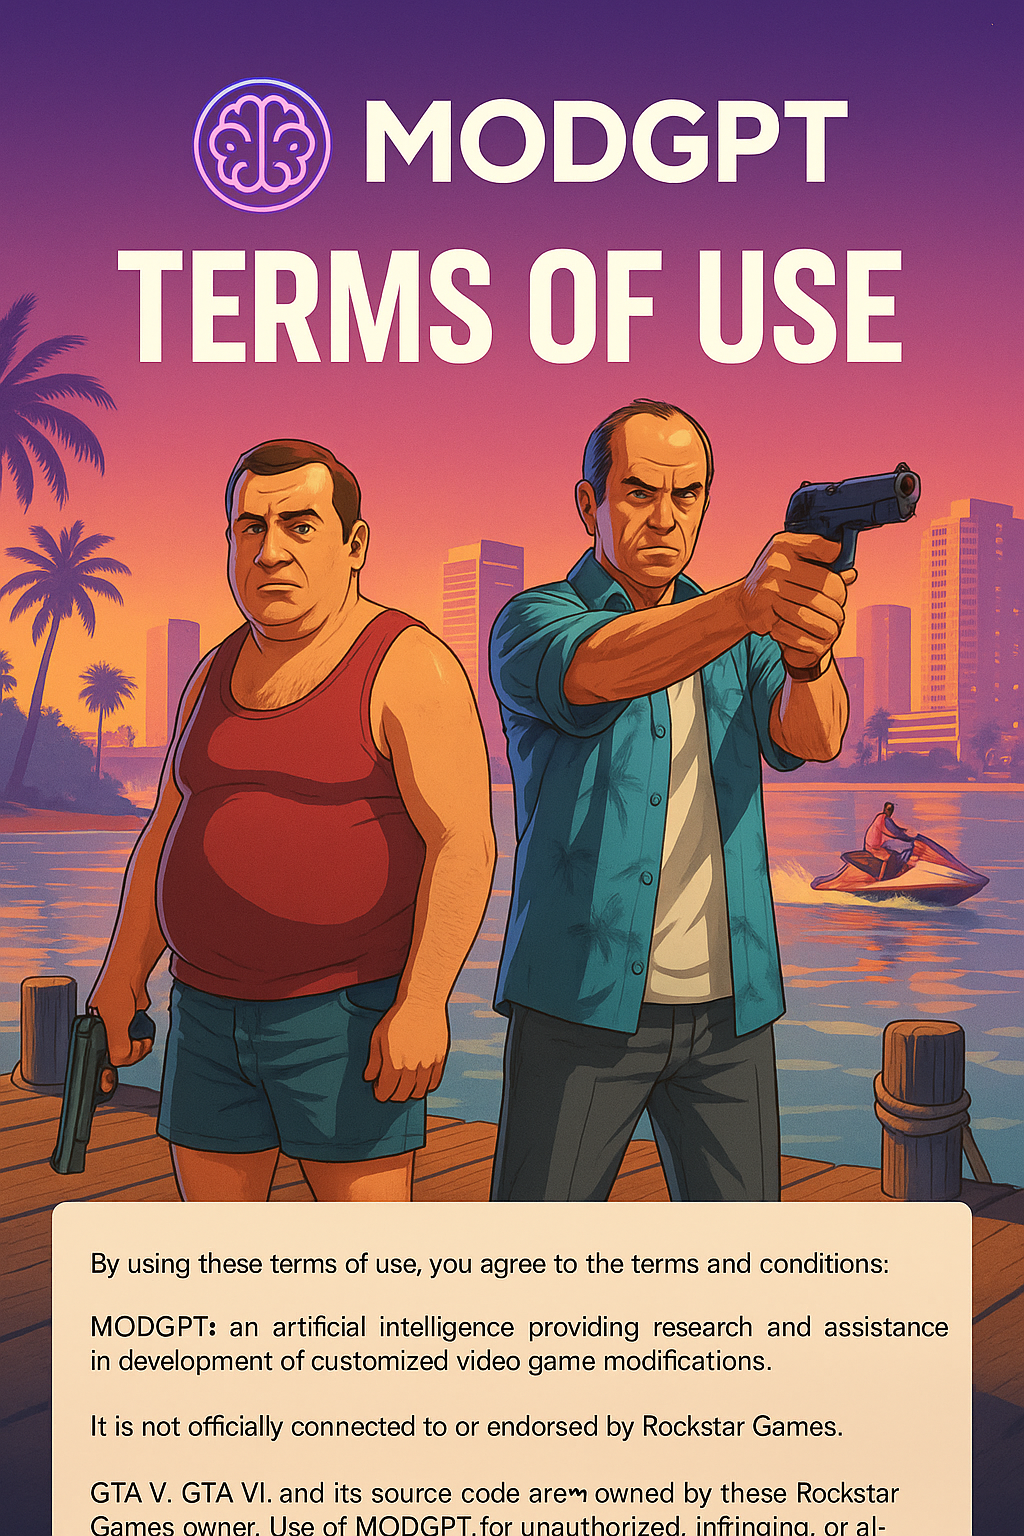 MODGPT
TERMS OF USE
By using these terms of use, you agree to the terms and conditions:
MODGPT: an artificial intelligence providing research and assistance
in development of customized video game modifications.
It is not officially connected to or endorsed by Rockstar Games.
GTA V. GTA VI. and its source code are owned by these Rockstar
Games owner. Use of MODGPT, for unauthorized, infringing, or al-